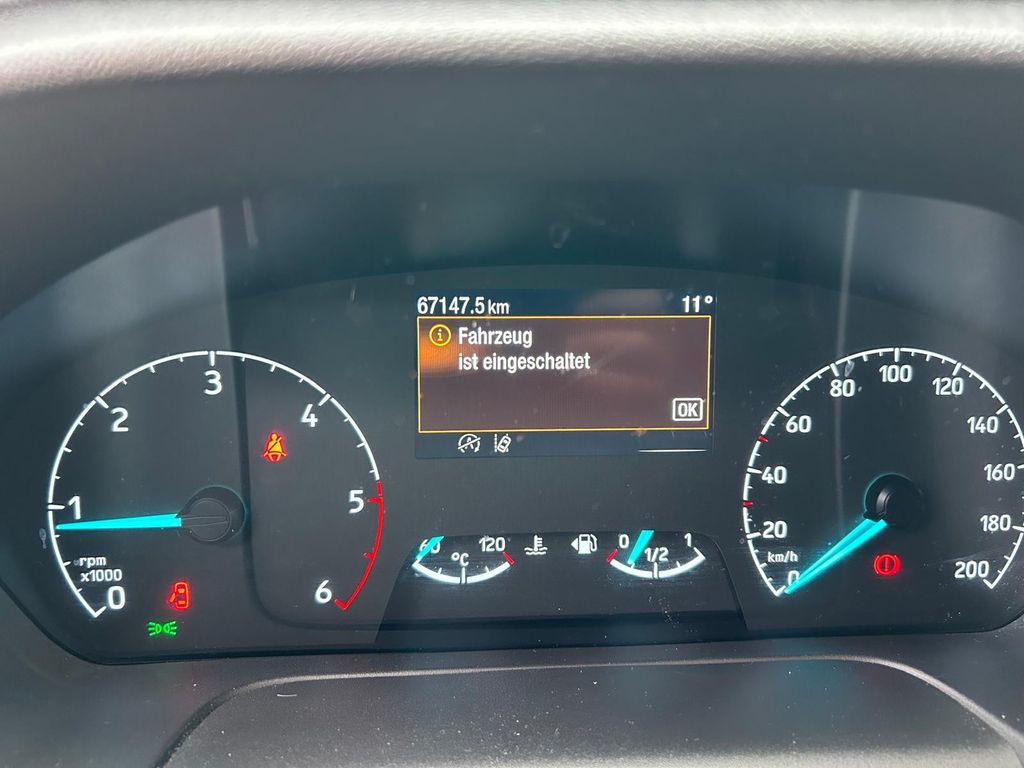 67147.5 km 11°
Fahrzeug
ist eingeschaltet
OK
0 1 2 3 4 5 6
rpm
x1000
60 120
°C
0 1/2 1
0 20 40 60 80 100 120 140 160 180 200
km/h